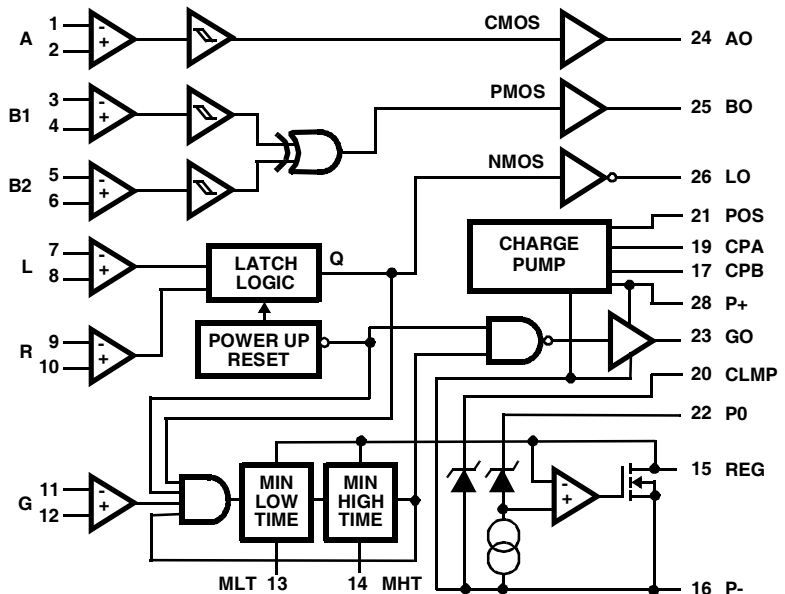 1
A
2
-
+
CMOS
24 AO
3
B1
4
-
+
PMOS
25 BO
5
B2
6
-
+
NMOS
26 LO
21 POS
CHARGE
PUMP
19 CPA
17 CPB
28 P+
7
L
8
-
+
LATCH
LOGIC
Q
POWER UP
RESET
9
R
10
-
+
23 GO
20 CLMP
22 P0
11
G
12
-
+
MIN
LOW
TIME
MIN
HIGH
TIME
-
+
15 REG
MLT 13
14 MHT
16 P-